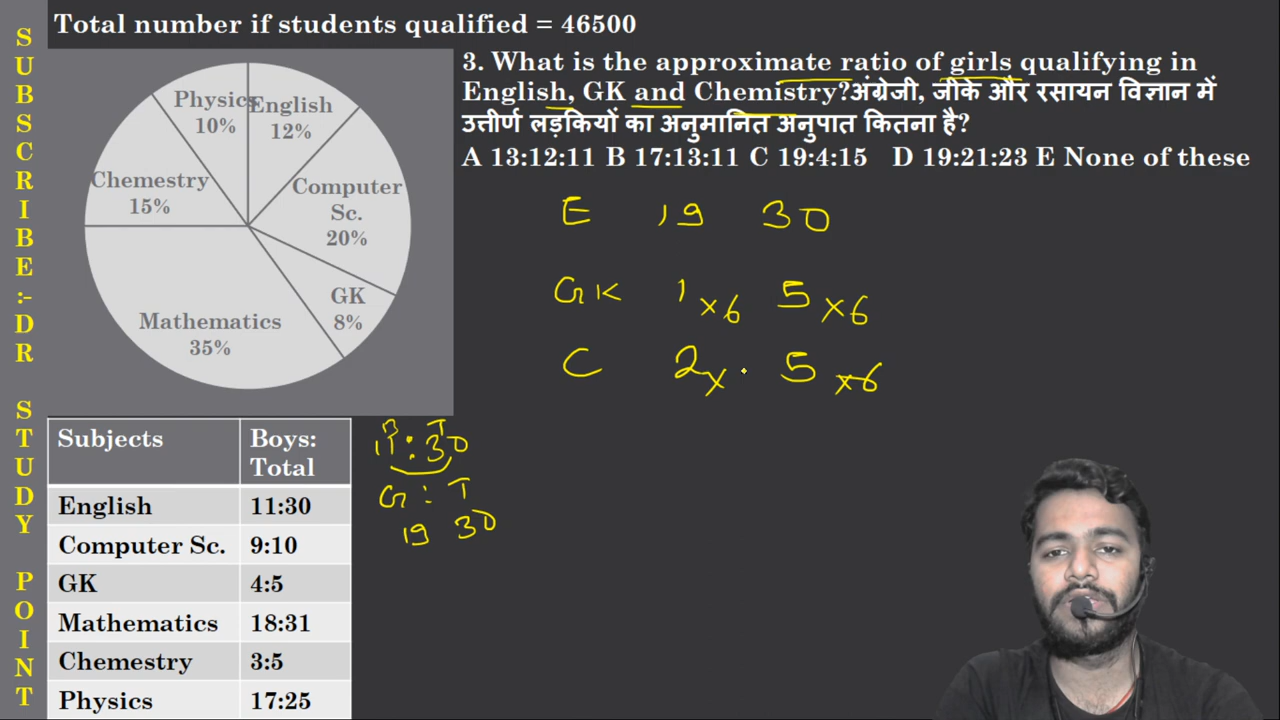 SUBSCRIBE:-DR STUDY POINT
Total number if students qualified = 46500
Physics
10%
English
12%
Chemestry
15%
Computer
Sc.
20%
GK
8%
Mathematics
35%
3. What is the approximate ratio of girls qualifying in
English, GK and Chemistry?अंग्रेजी, जीके और रसायन विज्ञान में
उत्तीर्ण लड़कियों का अनुमानित अनुपात कितना है?
A 13:12:11 B 17:13:11 C 19:4:15 D 19:21:23 E None of these
E 19 30
GK 1 x6 5 x6
C 2x 5 x6
Subjects Boys:
Total
English 11:30
Computer Sc. 9:10
GK 4:5
Mathematics 18:31
Chemestry 3:5
Physics 17:25
B T
11:30
G : T
19 30